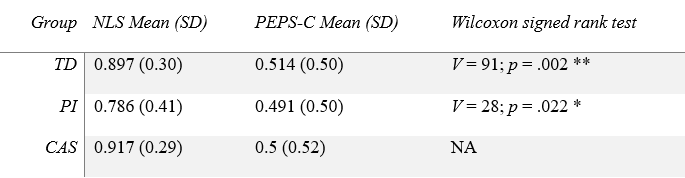 Group NLS Mean (SD) PEPS-C Mean (SD) Wilcoxon signed rank test
TD 0.897 (0.30) 0.514 (0.50) V = 91; p = .002 **
PI 0.786 (0.41) 0.491 (0.50) V = 28; p = .022 *
CAS 0.917 (0.29) 0.5 (0.52) NA